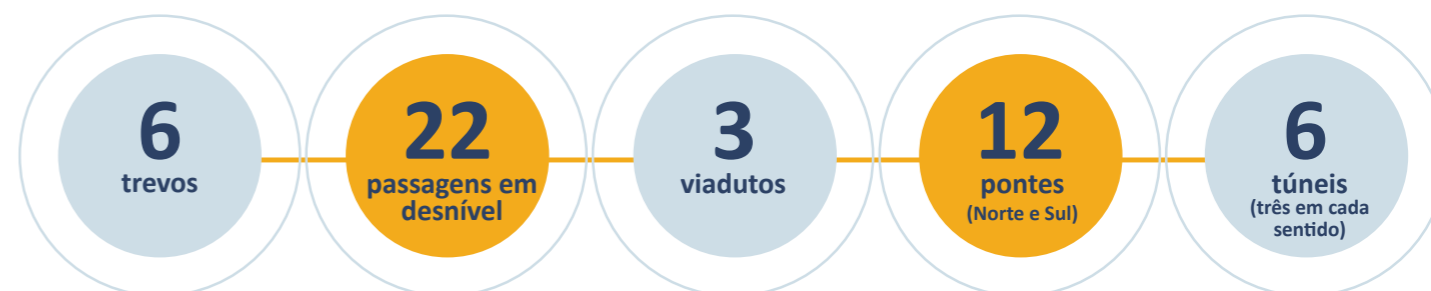 6
trevos
22
passagens em
desnível
3
viadutos
12
pontes
(Norte e Sul)
6
túneis
(três em cada
sentido)